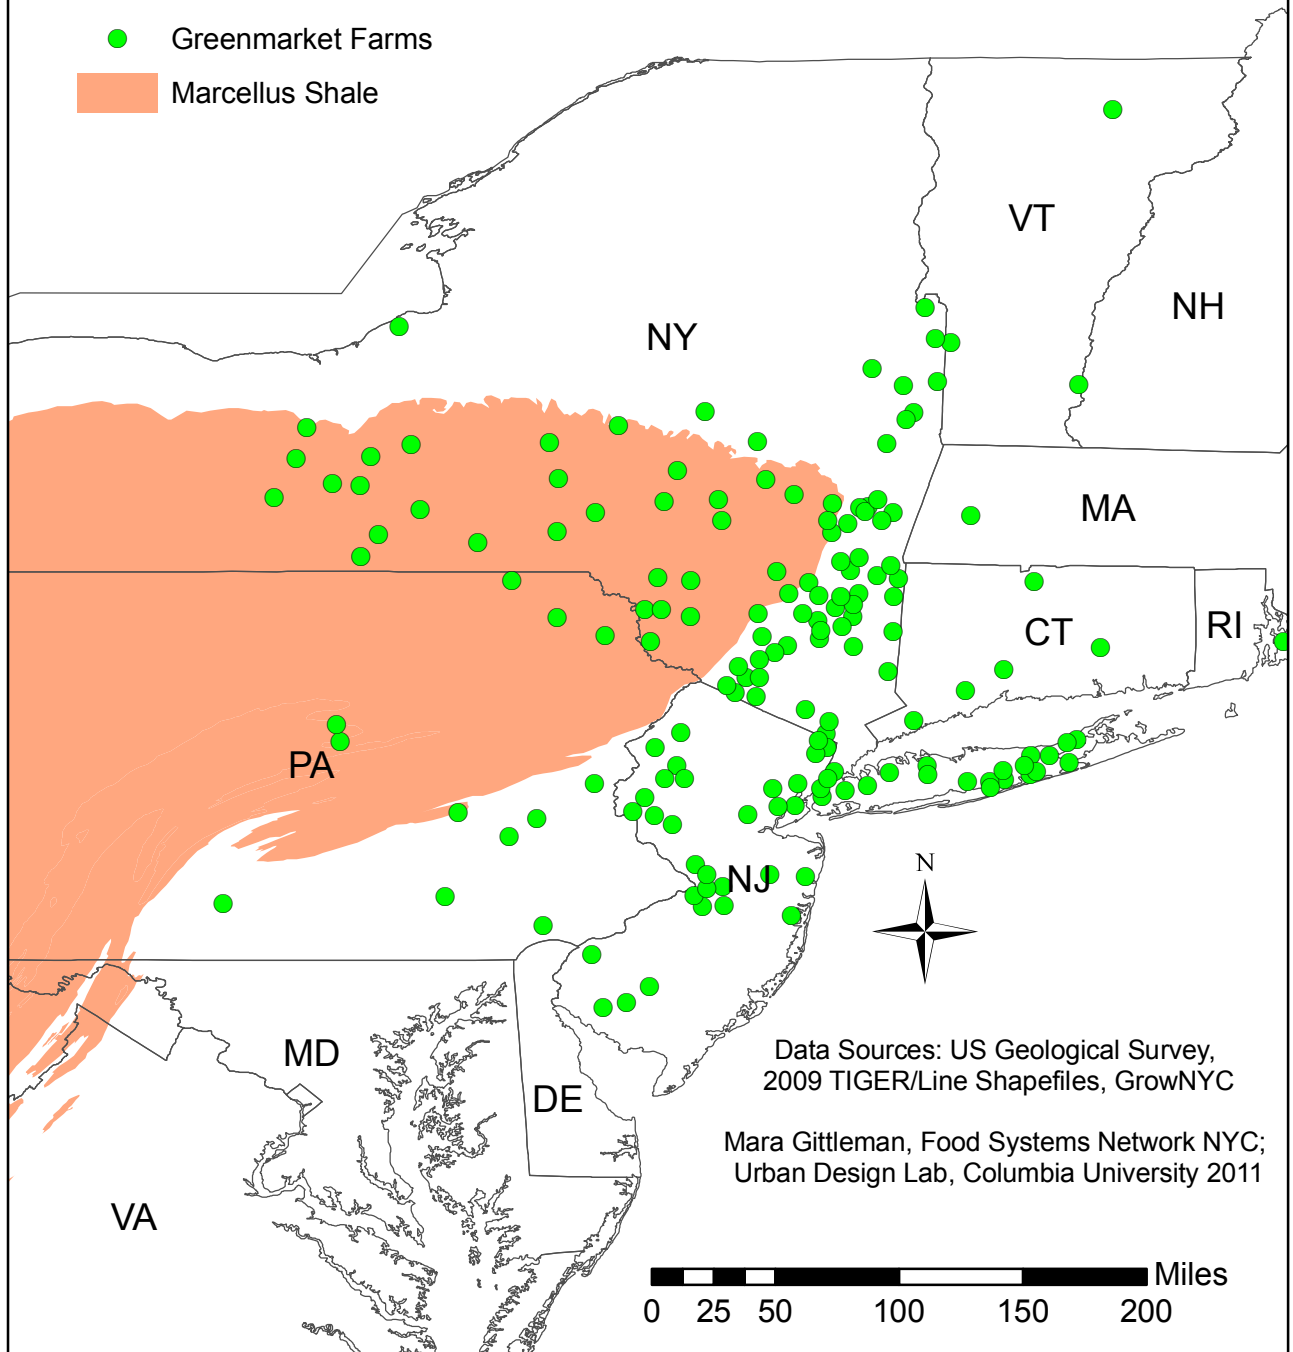 Greenmarket Farms
Marcellus Shale
VT
NH
NY
MA
CT
RI
PA
NJ
N
MD
DE
VA
Data Sources: US Geological Survey,
2009 TIGER/Line Shapefiles, GrowNYC
Mara Gittleman, Food Systems Network NYC;
Urban Design Lab, Columbia University 2011
Miles
0 25 50 100 150 200